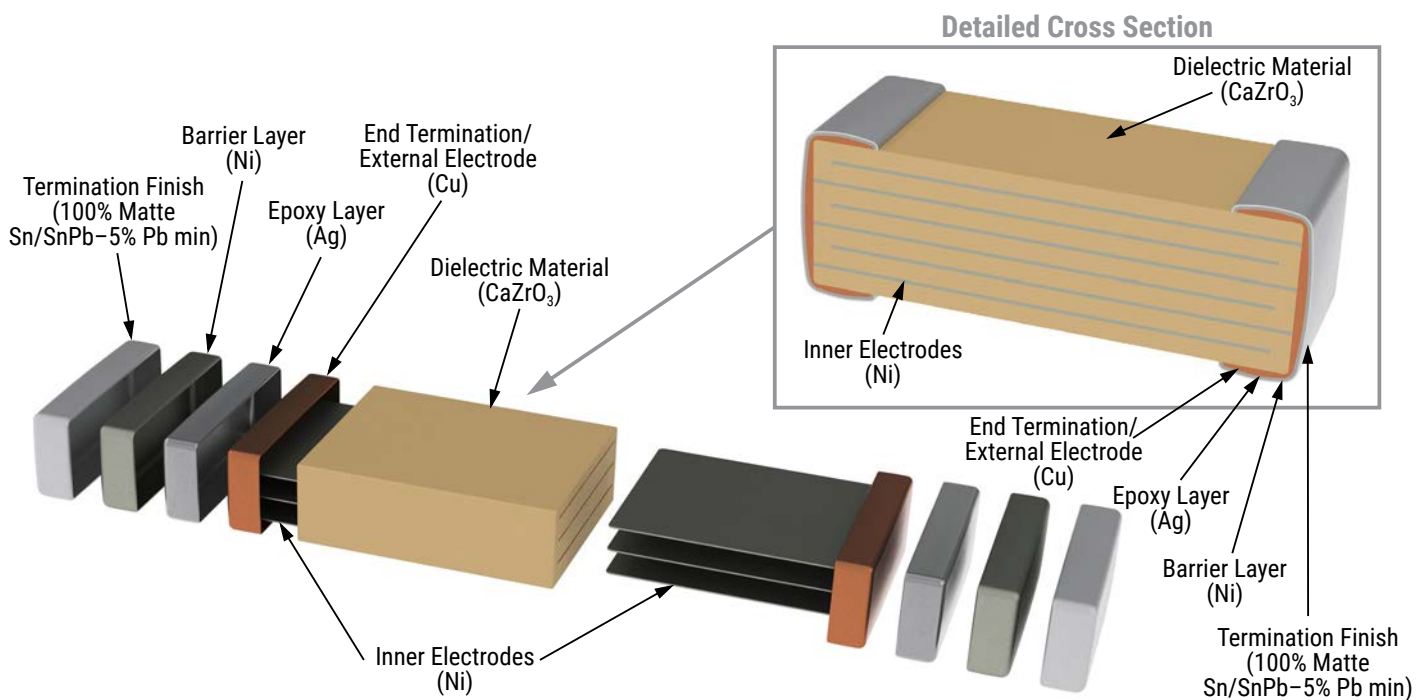 Detailed Cross Section
Dielectric Material
(CaZrO₃)
Inner Electrodes
(Ni)
End Termination/
External Electrode
(Cu)
Epoxy Layer
(Ag)
Barrier Layer
(Ni)
Termination Finish
(100% Matte
Sn/SnPb–5% Pb min)
Termination Finish
(100% Matte
Sn/SnPb–5% Pb min)
Barrier Layer
(Ni)
Epoxy Layer
(Ag)
End Termination/
External Electrode
(Cu)
Dielectric Material
(CaZrO₃)
Inner Electrodes
(Ni)